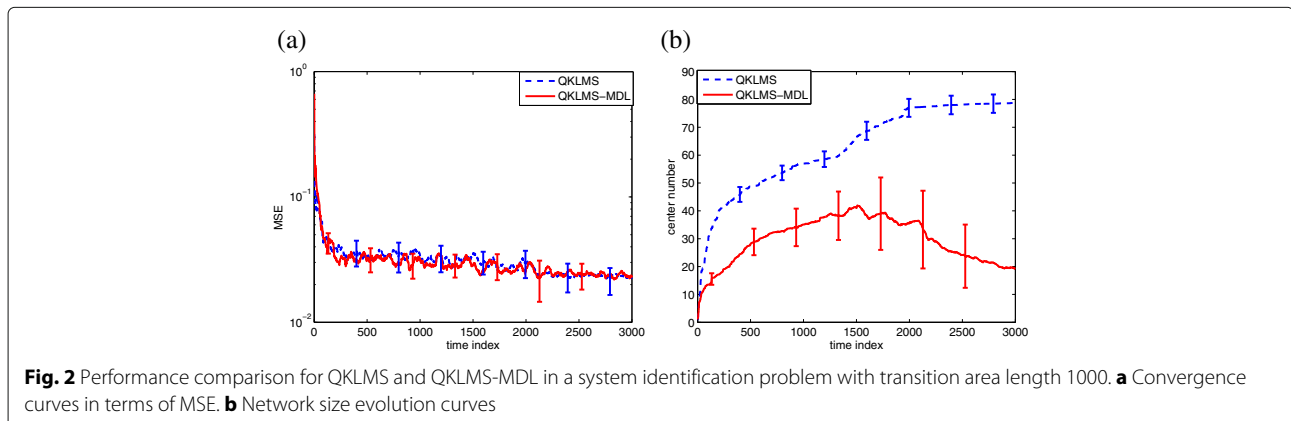 (a)
10⁰
10⁻¹
10⁻²
MSE
QKLMS
QKLMS-MDL
0 500 1000 1500 2000 2500 3000
time index
(b)
90
80
70
60
50
40
30
20
10
0
center number
QKLMS
QKLMS-MDL
0 500 1000 1500 2000 2500 3000
time index
Fig. 2 Performance comparison for QKLMS and QKLMS-MDL in a system identification problem with transition area length 1000. a Convergence
curves in terms of MSE. b Network size evolution curves